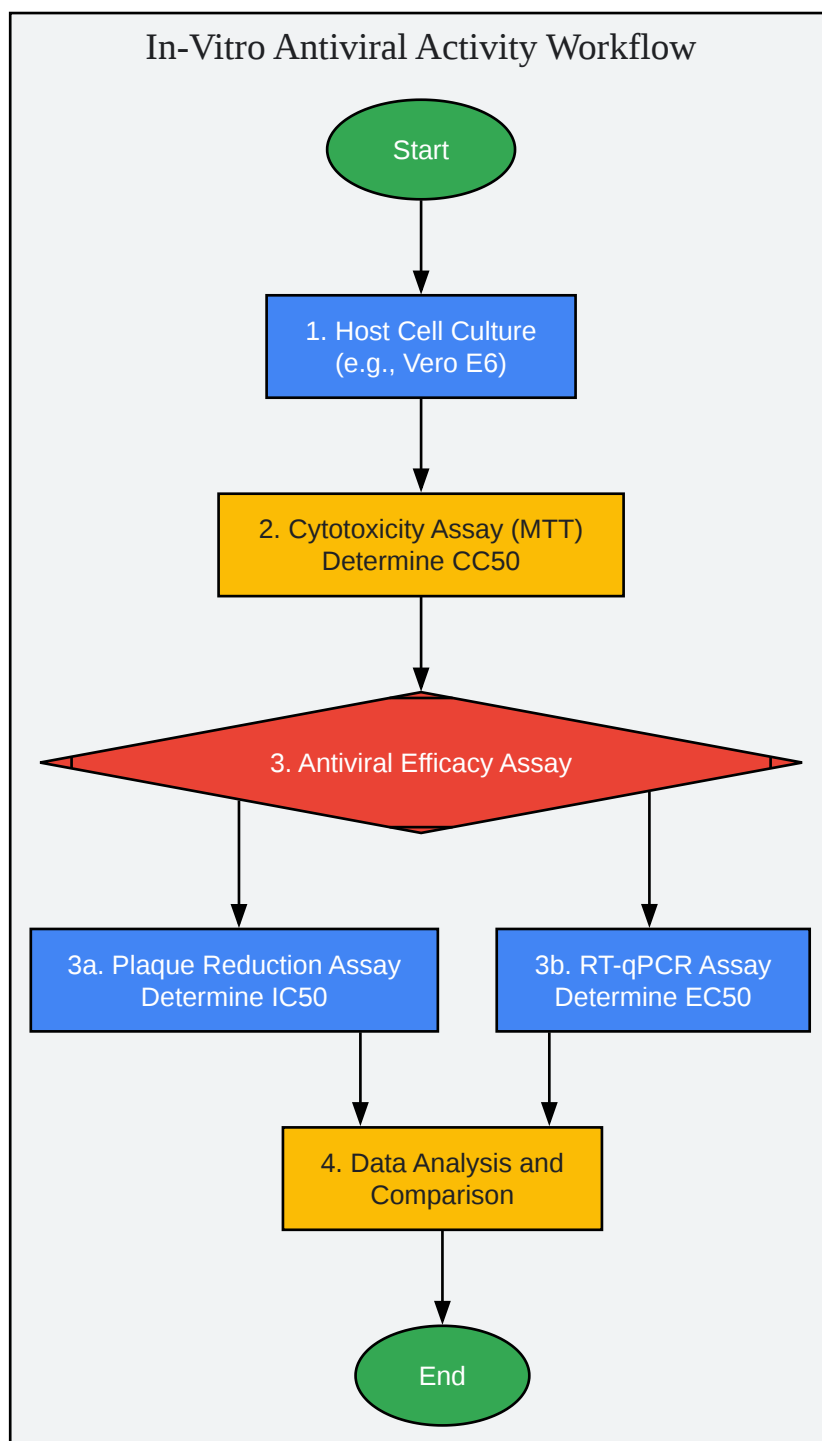 In-Vitro Antiviral Activity Workflow
Start
1. Host Cell Culture
(e.g., Vero E6)
2. Cytotoxicity Assay (MTT)
Determine CC50
3. Antiviral Efficacy Assay
3a. Plaque Reduction Assay
Determine IC50
3b. RT-qPCR Assay
Determine EC50
4. Data Analysis and
Comparison
End